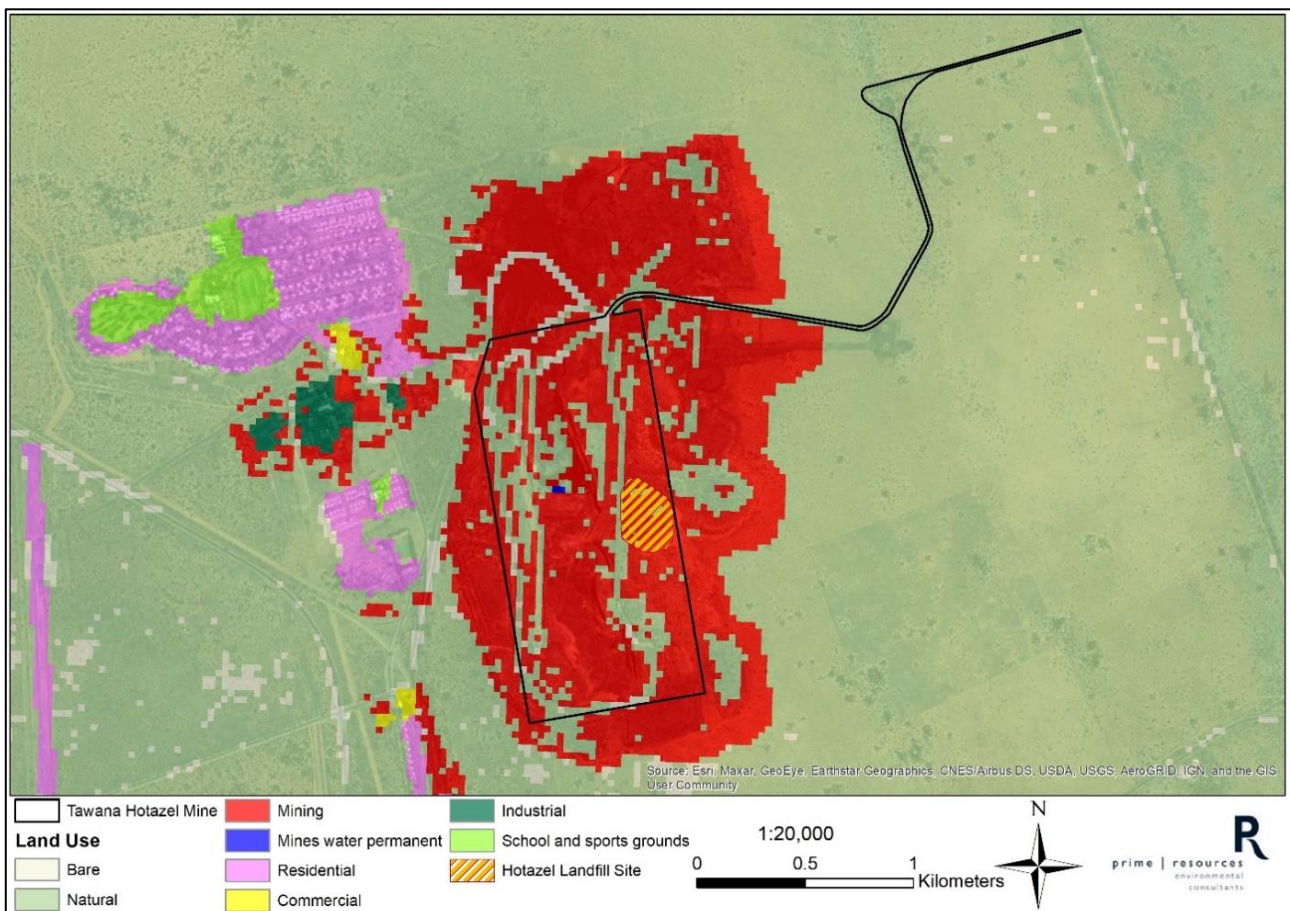 Source: Esri, Maxar, GeoEye, Earthstar Geographics, CNES/Airbus DS, USDA, USGS, AeroGRID, IGN, and the GIS
User Community
Tawana Hotazel Mine
Land Use
Bare
Natural
Mining
Mines water permanent
Residential
Commercial
Industrial
School and sports grounds
Hotazel Landfill Site
1:20,000
0 0.5 1
Kilometers
N
R
prime | resources
environmental
consultants